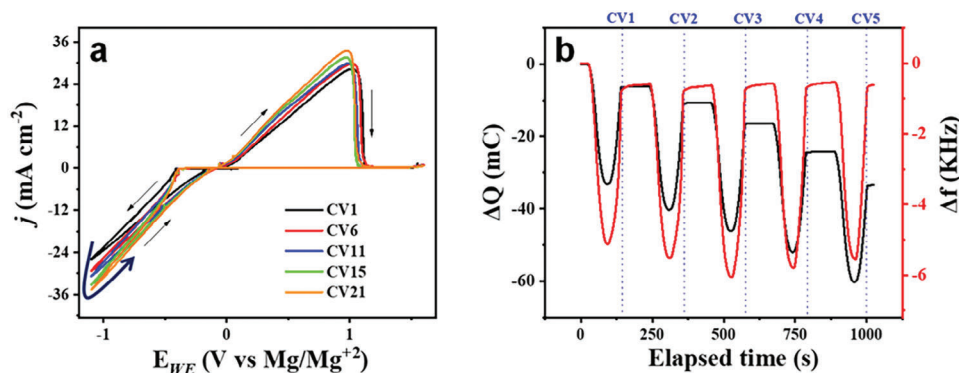 a
36
24
12
0
-12
-24
-36
j (mA cm⁻²)
CV1
CV6
CV11
CV15
CV21
-1
0
1
E_WE (V vs Mg/Mg⁺²)
b
CV1 CV2 CV3 CV4 CV5
0
-20
-40
-60
ΔQ (mC)
0
-2
-4
-6
Δf (KHz)
0 250 500 750 1000
Elapsed time (s)